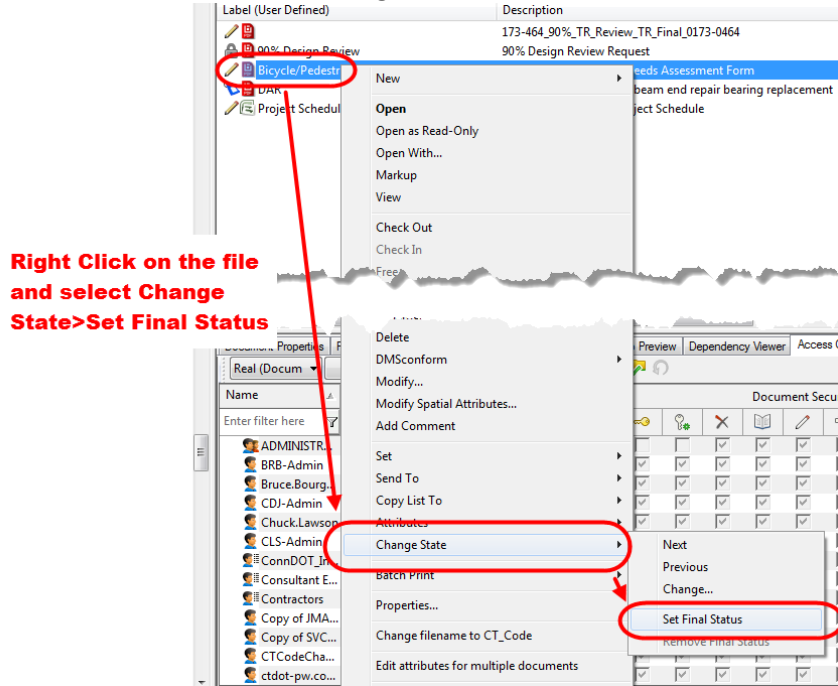 Label (User Defined) Description
173-464_90%_TR_Review_TR_Final_0173-0464
90% Design Review 90% Design Review Request
Bicycle/Pedestr eeds Assessment Form
DAR beam end repair bearing replacement
Project Schedul ject Schedule
New
Open
Open as Read-Only
Open With...
Markup
View
Check Out
Check In
Free
Right Click on the file
and select Change
State>Set Final Status
Delete
DMSconform
Modify...
Modify Spatial Attributes...
Add Comment
Set
Send To
Copy List To
Attributes
Change State
Batch Print
Properties...
Change filename to CT_Code
Edit attributes for multiple documents
Document Properties Preview Dependency Viewer Access
Real (Docum
Name Document Secu
Enter filter here
ADMINISTR...
BRB-Admin
Bruce.Bourg...
CDJ-Admin
Chuck.Lawson
CLS-Admin
ConnDOT_In...
Consultant E...
Contractors
Copy of JMA...
Copy of SVC...
CTCodeCha...
ctdot-pw.co...
Next
Previous
Change...
Set Final Status
Remove Final Status